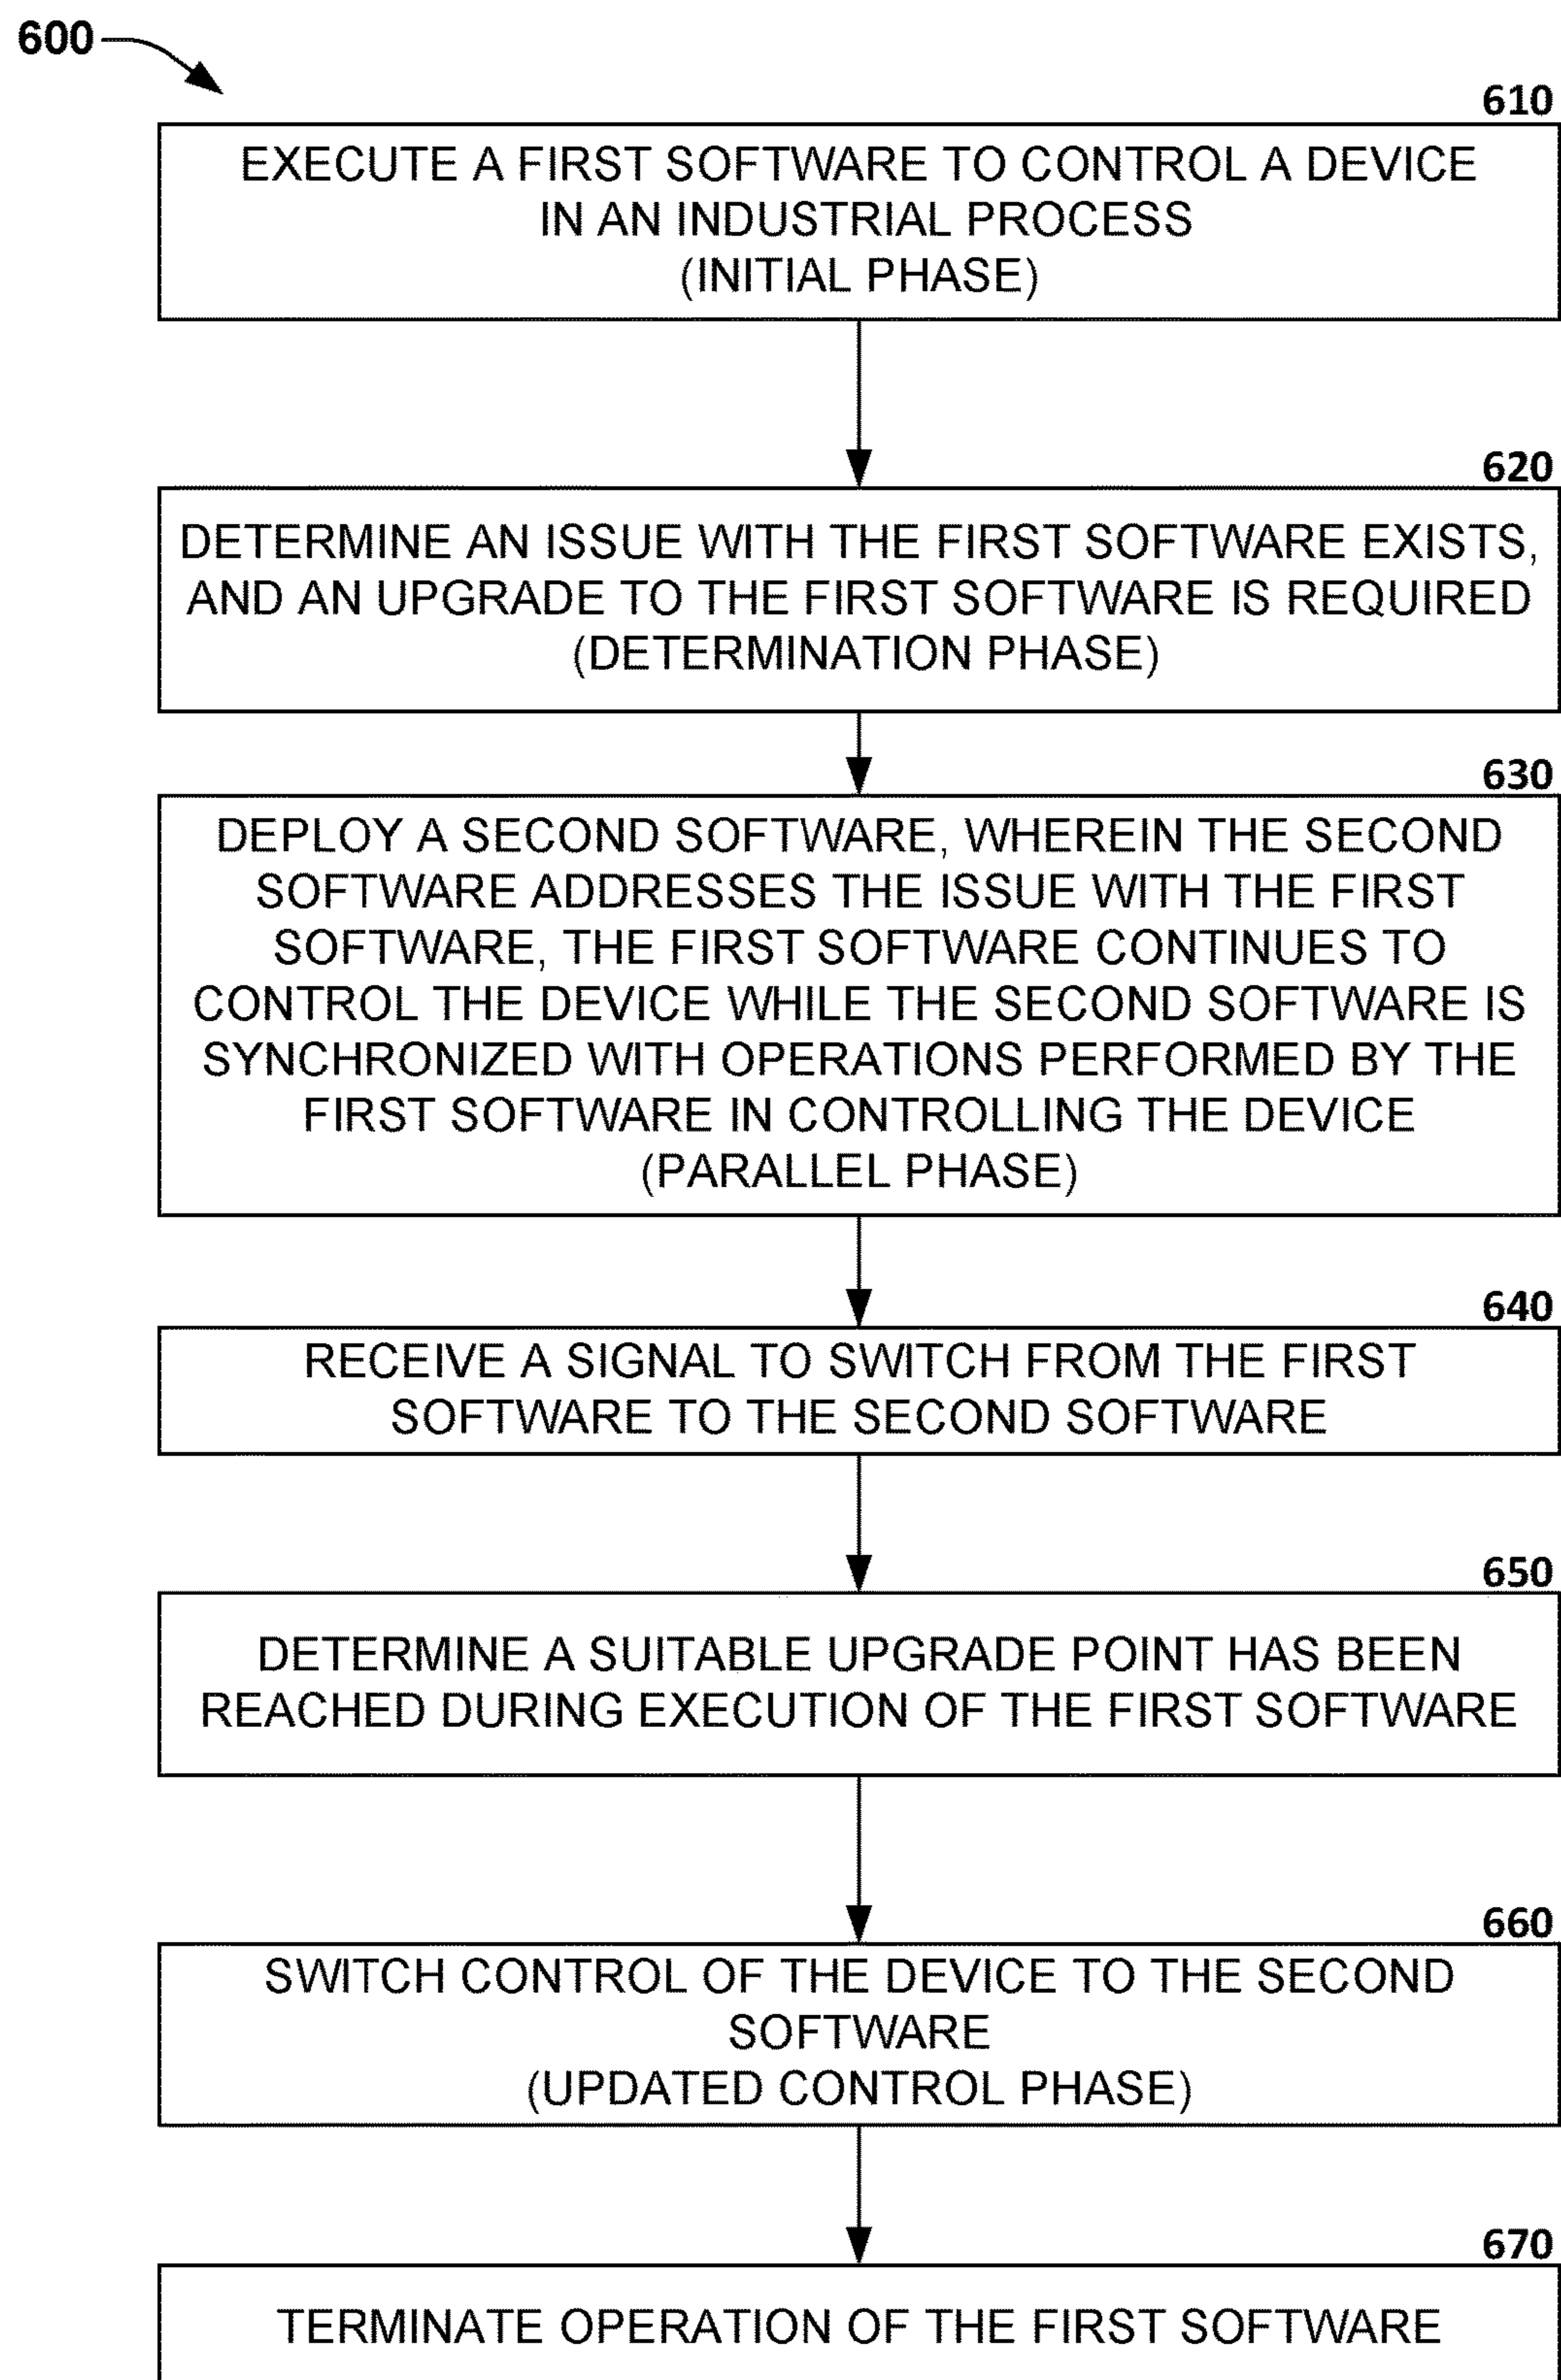 600
610
EXECUTE A FIRST SOFTWARE TO CONTROL A DEVICE
IN AN INDUSTRIAL PROCESS
(INITIAL PHASE)
620
DETERMINE AN ISSUE WITH THE FIRST SOFTWARE EXISTS,
AND AN UPGRADE TO THE FIRST SOFTWARE IS REQUIRED
(DETERMINATION PHASE)
630
DEPLOY A SECOND SOFTWARE, WHEREIN THE SECOND
SOFTWARE ADDRESSES THE ISSUE WITH THE FIRST
SOFTWARE, THE FIRST SOFTWARE CONTINUES TO
CONTROL THE DEVICE WHILE THE SECOND SOFTWARE IS
SYNCHRONIZED WITH OPERATIONS PERFORMED BY THE
FIRST SOFTWARE IN CONTROLLING THE DEVICE
(PARALLEL PHASE)
640
RECEIVE A SIGNAL TO SWITCH FROM THE FIRST
SOFTWARE TO THE SECOND SOFTWARE
650
DETERMINE A SUITABLE UPGRADE POINT HAS BEEN
REACHED DURING EXECUTION OF THE FIRST SOFTWARE
660
SWITCH CONTROL OF THE DEVICE TO THE SECOND
SOFTWARE
(UPDATED CONTROL PHASE)
670
TERMINATE OPERATION OF THE FIRST SOFTWARE